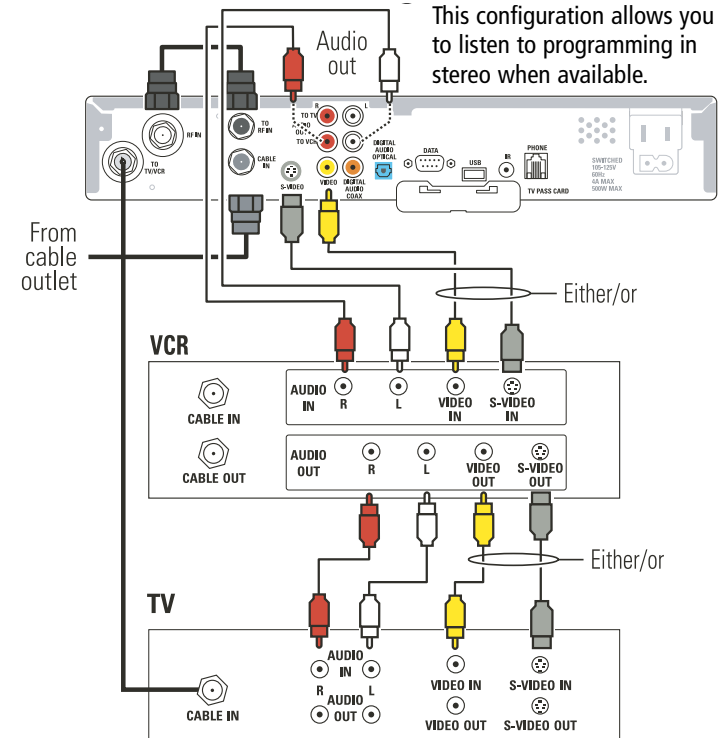 This configuration allows you
to listen to programming in
stereo when available.
Audio
out
R
L
TO TV
TO VCR
TO
TV/VCR
RF IN
TO
RF IN
CABLE
IN
S-VIDEO
VIDEO
DIGITAL
AUDIO
COAX
DIGITAL
AUDIO
OPTICAL
DATA
USB
IR
PHONE
TV PASS CARD
SWITCHED
105-125V
60Hz
4A MAX
500W MAX
From
cable
outlet
Either/or
VCR
CABLE IN
AUDIO
IN
R
L
VIDEO
IN
S-VIDEO
IN
CABLE OUT
AUDIO
OUT
R
L
VIDEO
OUT
S-VIDEO
OUT
Either/or
TV
CABLE IN
AUDIO
IN
R
L
AUDIO
OUT
VIDEO IN
S-VIDEO IN
VIDEO OUT
S-VIDEO OUT